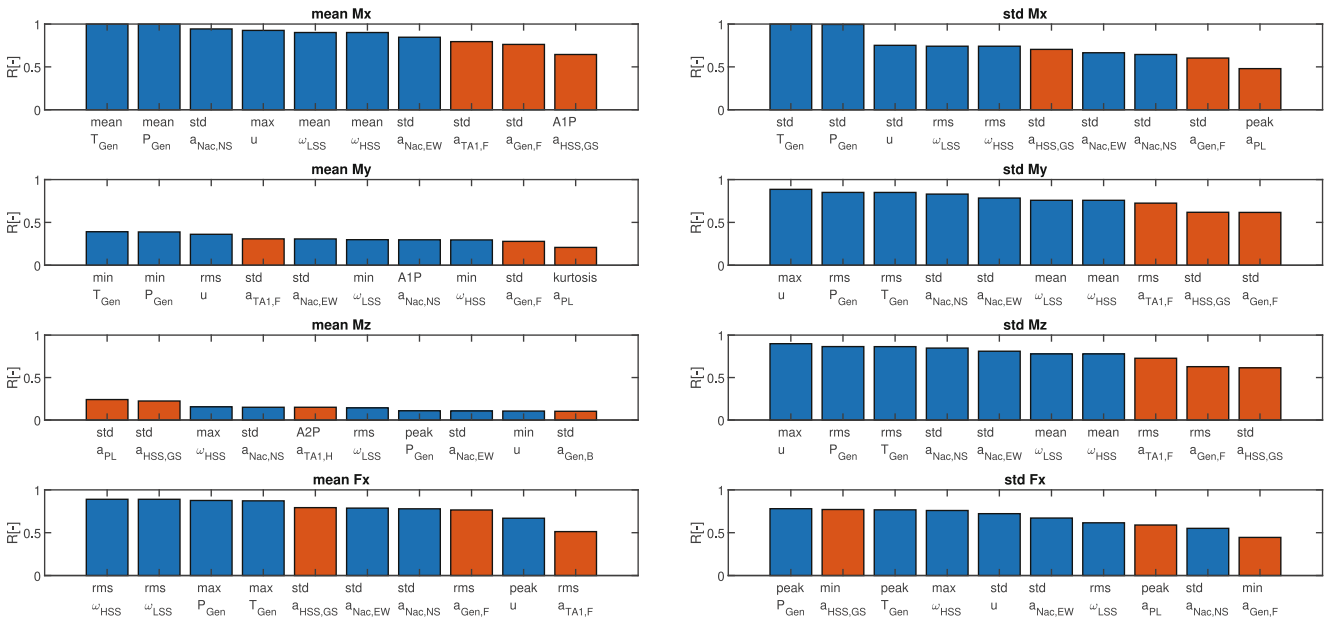 mean Mx
R[-]
1
0.5
0
mean mean std max mean mean std std std A1P
T_Gen P_Gen a_Nac,NS u ω_LSS ω_HSS a_Nac,EW a_TA1,F a_Gen,F a_HSS,GS
std Mx
R[-]
1
0.5
0
std std std rms rms std std std std peak
T_Gen P_Gen u ω_LSS ω_HSS a_HSS,GS a_Nac,EW a_Nac,NS a_Gen,F a_PL
mean My
R[-]
1
0.5
0
min min rms std std min A1P min std kurtosis
T_Gen P_Gen u a_TA1,F a_Nac,EW ω_LSS a_Nac,NS ω_HSS a_Gen,F a_PL
std My
R[-]
1
0.5
0
max rms rms std std mean mean rms std std
u P_Gen T_Gen a_Nac,NS a_Nac,EW ω_LSS ω_HSS a_TA1,F a_HSS,GS a_Gen,F
mean Mz
R[-]
1
0.5
0
std std max std A2P rms peak std min std
a_PL a_HSS,GS ω_HSS a_Nac,NS a_TA1,H ω_LSS P_Gen a_Nac,EW u a_Gen,B
std Mz
R[-]
1
0.5
0
max rms rms std std mean mean rms rms std
u P_Gen T_Gen a_Nac,NS a_Nac,EW ω_LSS ω_HSS a_TA1,F a_Gen,F a_HSS,GS
mean Fx
R[-]
1
0.5
0
rms rms max max std std std rms peak rms
ω_HSS ω_LSS P_Gen T_Gen a_HSS,GS a_Nac,EW a_Nac,NS a_Gen,F u a_TA1,F
std Fx
R[-]
1
0.5
0
peak min peak max std std rms peak std min
P_Gen a_HSS,GS T_Gen ω_HSS u a_Nac,EW ω_LSS a_PL a_Nac,NS a_Gen,F